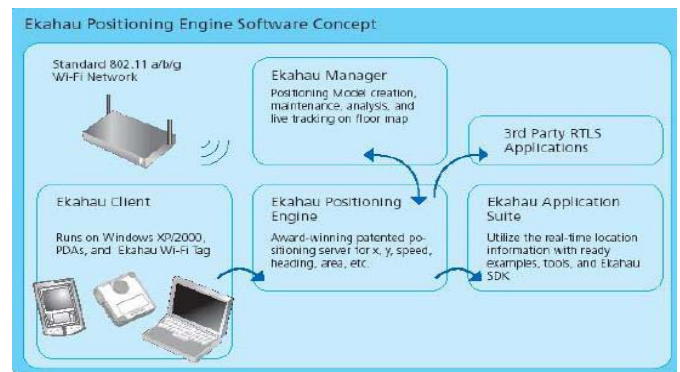 Ekahau Positioning Engine Software Concept
Standard 802.11 a/b/g
Wi-Fi Network
Ekahau Manager
Positioning Model creation,
maintenance, analysis, and
live tracking on floor map
3rd Party RTLS
Applications
Ekahau Client
Runs on Windows XP/2000,
PDAs, and Ekahau Wi-Fi Tag
Ekahau Positioning
Engine
Award-winning patented po-
sitioning server for x, y, speed,
heading, area, etc.
Ekahau Application
Suite
Utilize the real-time location
information with ready
examples, tools, and Ekahau
SDK